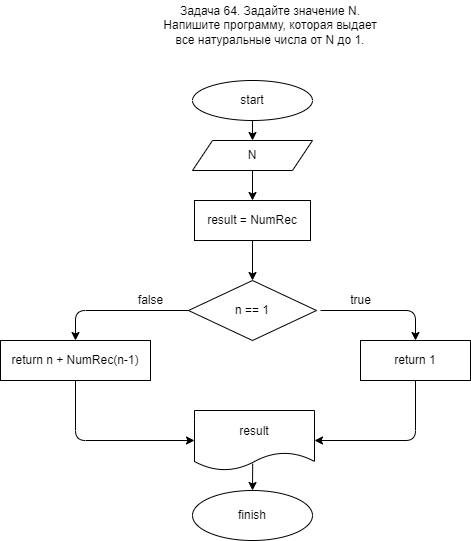 Задача 64. Задайте значение N.
Напишите программу, которая выдает
все натуральные числа от N до 1.
start
N
result = NumRec
false
n == 1
true
return n + NumRec(n-1)
return 1
result
finish